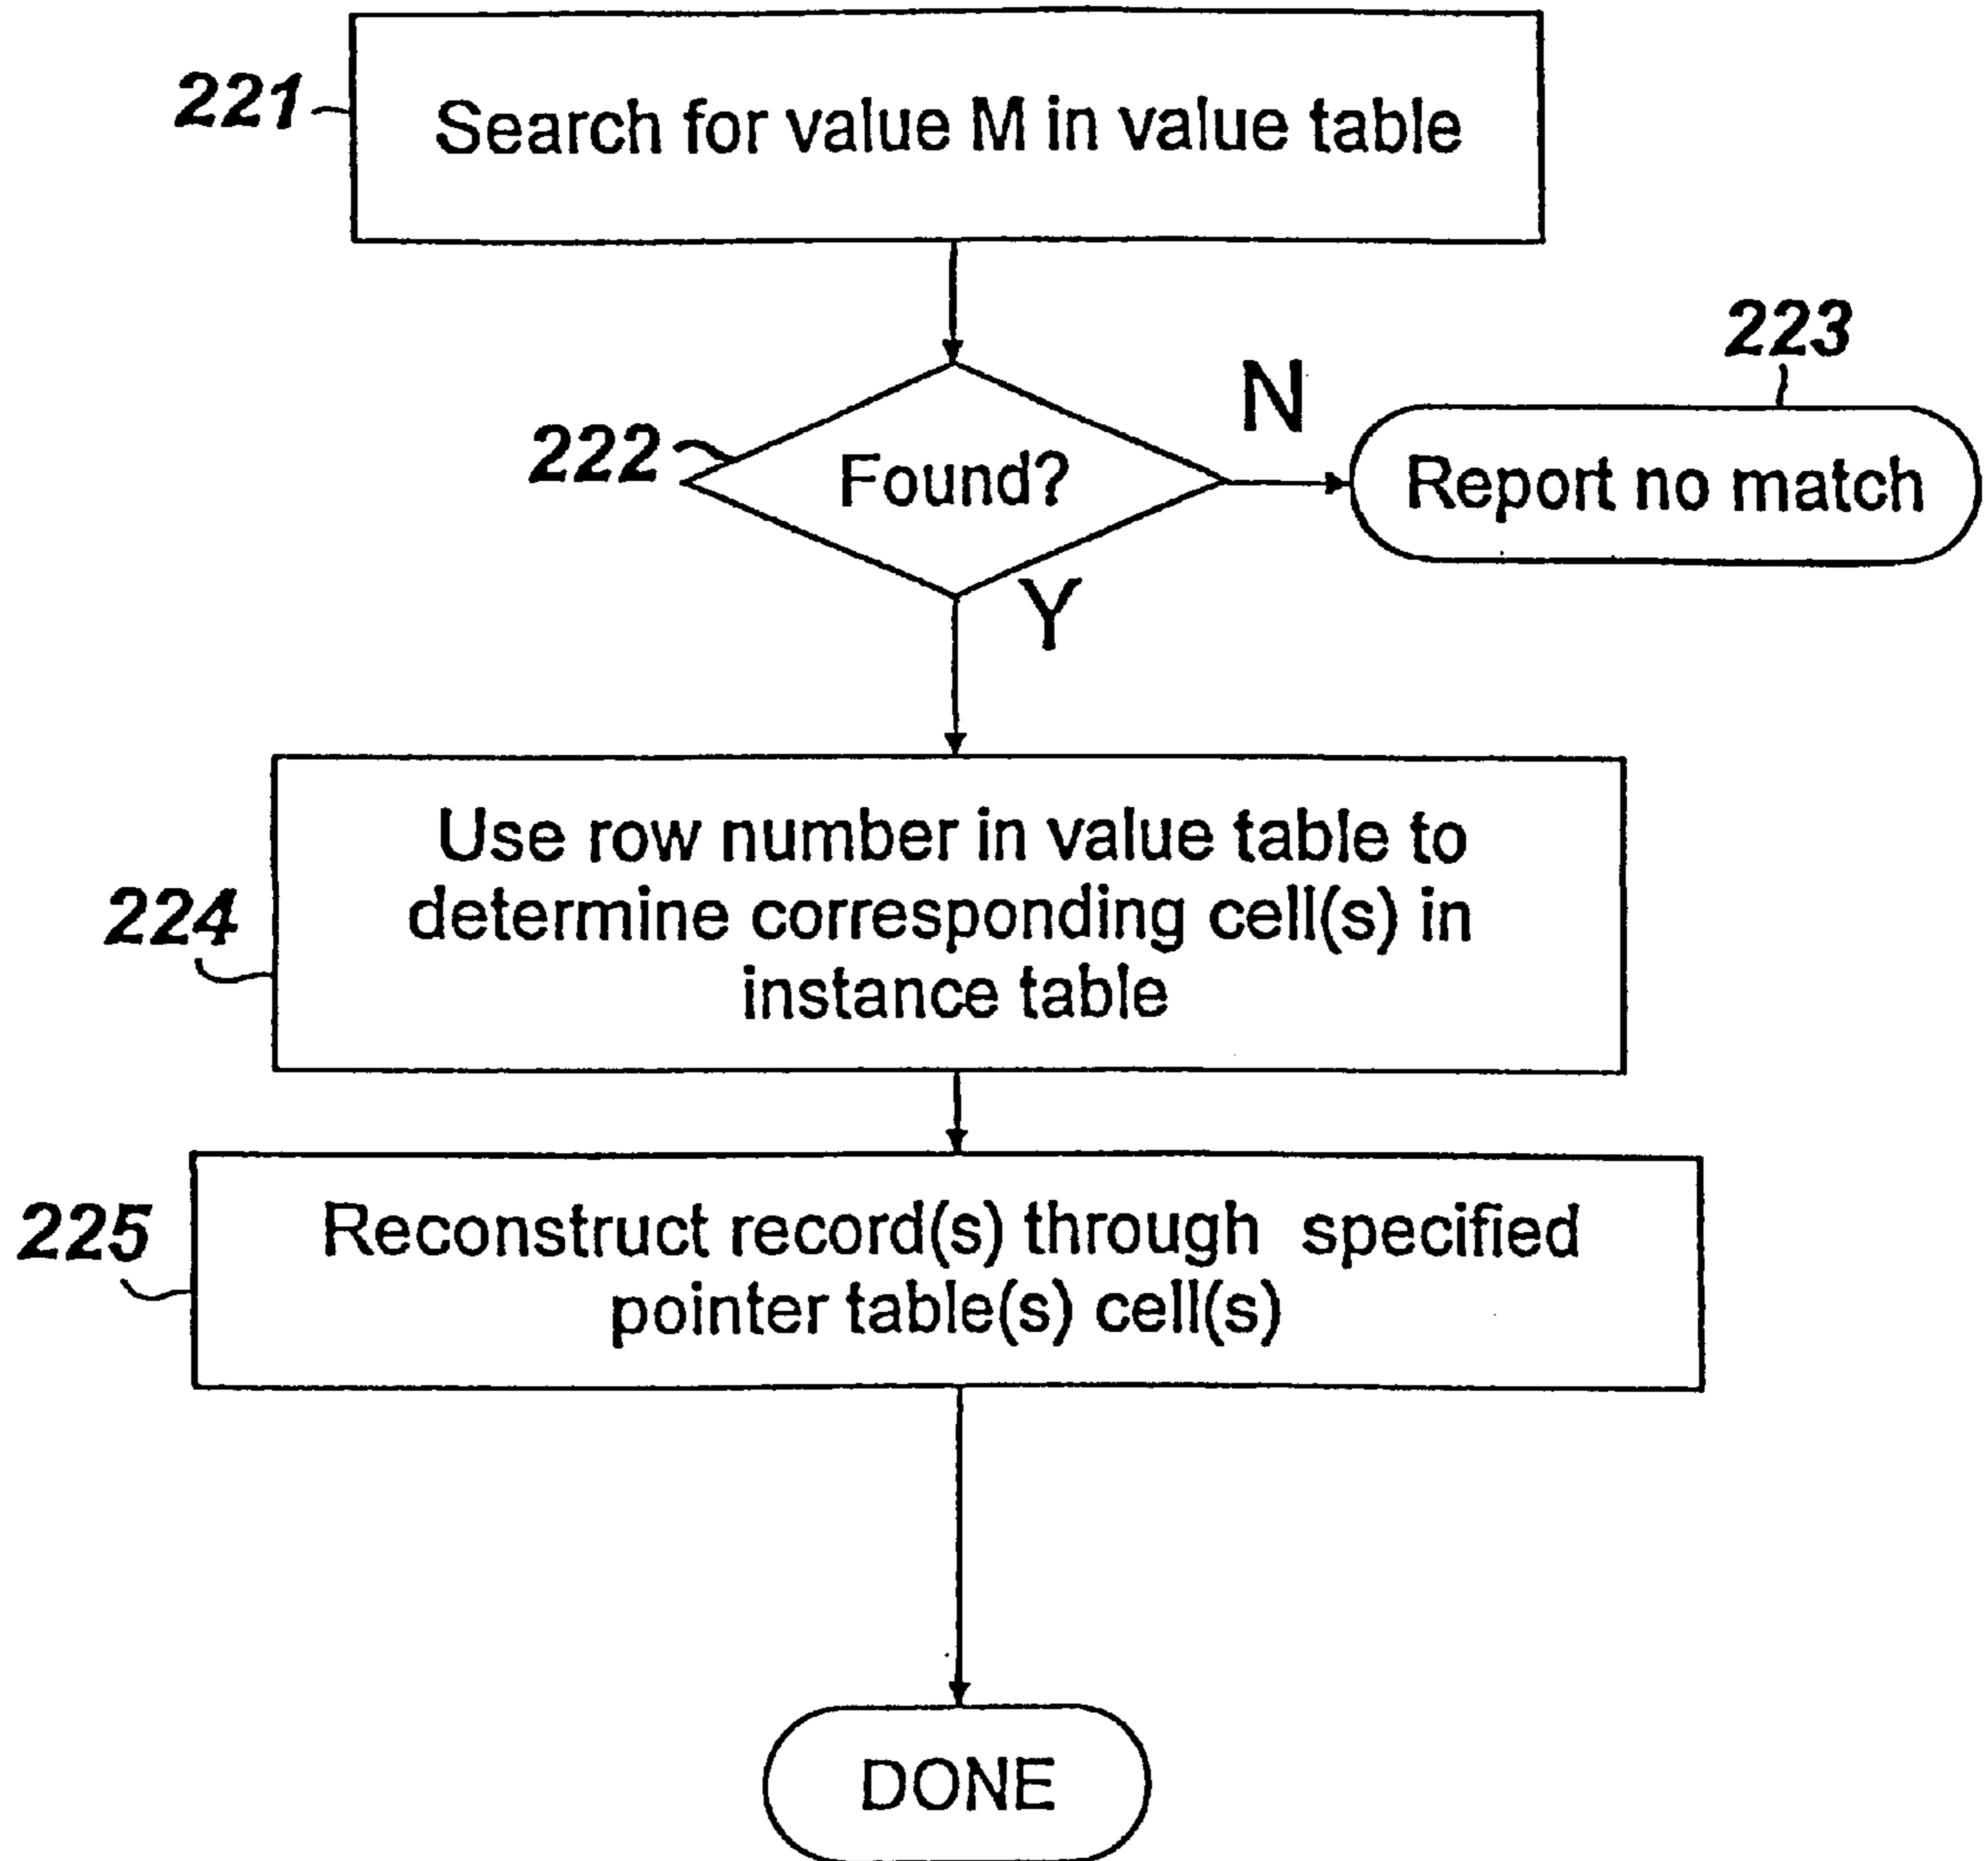 221
Search for value M in value table
223
N
222
Found?
Report no match
Y
Use row number in value table to
determine corresponding cell(s) in
instance table
224
Reconstruct record(s) through specified
pointer table(s) cell(s)
225
DONE